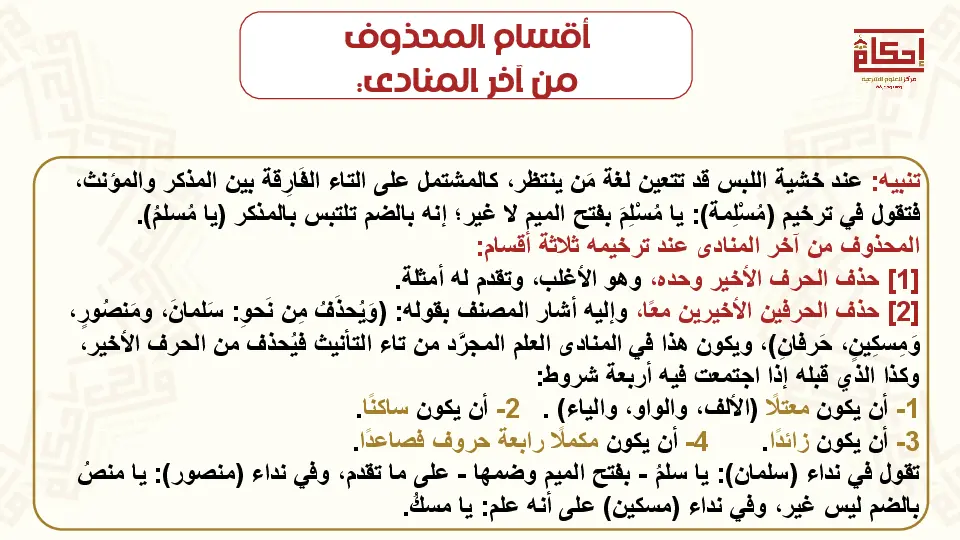 أقسام المحذوف
من آخر المنادى:
إحكام
مركز للعلوم الشرعية
تنبيه: عند خشية اللبس قد تتعين لغة مَن ينتظر، كالمشتمل على التاء الفَارِقة بين المذكر والمؤنث،
فتقول في ترخيم (مُسْلِمة): يا مُسْلِمَ بفتح الميم لا غير؛ إنه بالضم تلتبس بالمذكر (يا مُسلمُ).
المحذوف من آخر المنادى عند ترخيمه ثلاثة أقسام:
[1] حذف الحرف الأخير وحده، وهو الأغلب، وتقدم له أمثلة.
[2] حذف الحرفين الأخيرين معًا، وإليه أشار المصنف بقوله: (وَيُحذَفُ مِن نَحوِ: سَلمانَ، ومَنصُورٍ،
وَمِسكِينٍ، حَرفانِ)، ويكون هذا في المنادى العلم المجرَّد من تاء التأنيث فيُحذف من الحرف الأخير،
وكذا الذي قبله إذا اجتمعت فيه أربعة شروط:
1- أن يكون معتلًا (الألف، والواو، والياء) . 2- أن يكون ساكنًا.
3- أن يكون زائدًا. 4- أن يكون مكملًا رابعة حروف فصاعدًا.
تقول في نداء (سلمان): يا سلمُ - بفتح الميم وضمها - على ما تقدم، وفي نداء (منصور): يا منصُ
بالضم ليس غير، وفي نداء (مسكين) على أنه علم: يا مسكُ.